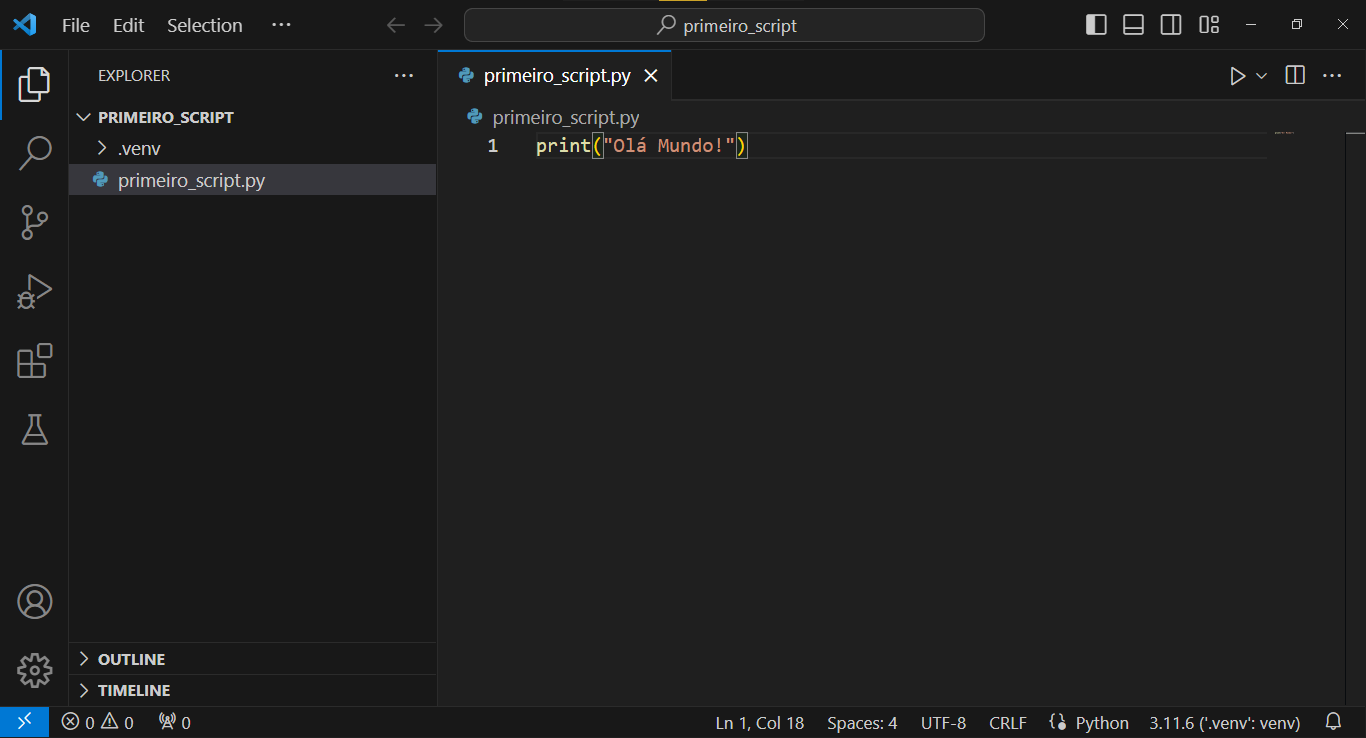 File Edit Selection ··· primeiro_script
EXPLORER ···
PRIMEIRO_SCRIPT
.venv
primeiro_script.py
OUTLINE
TIMELINE
primeiro_script.py
primeiro_script.py
1 print("Olá Mundo!")
0 0 0 Ln 1, Col 18 Spaces: 4 UTF-8 CRLF Python 3.11.6 ('.venv': venv)